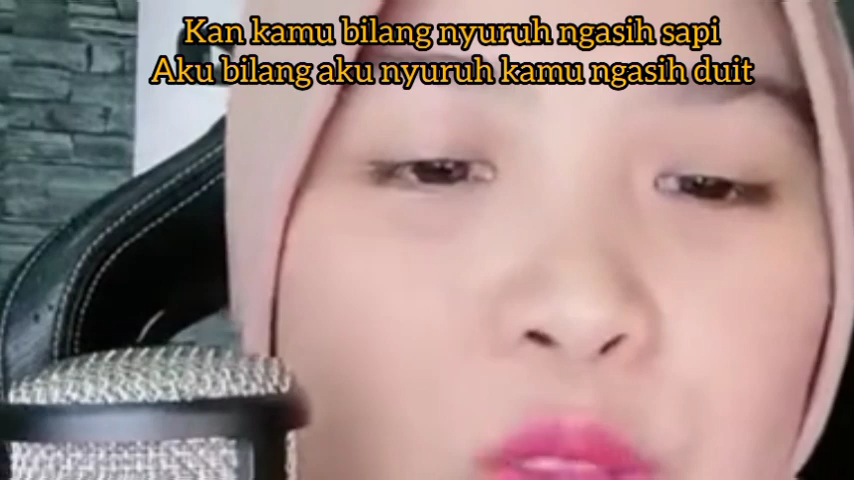 Kan kamu bilang nyuruh ngasih sapi
Aku bilang aku nyuruh kamu ngasih duit